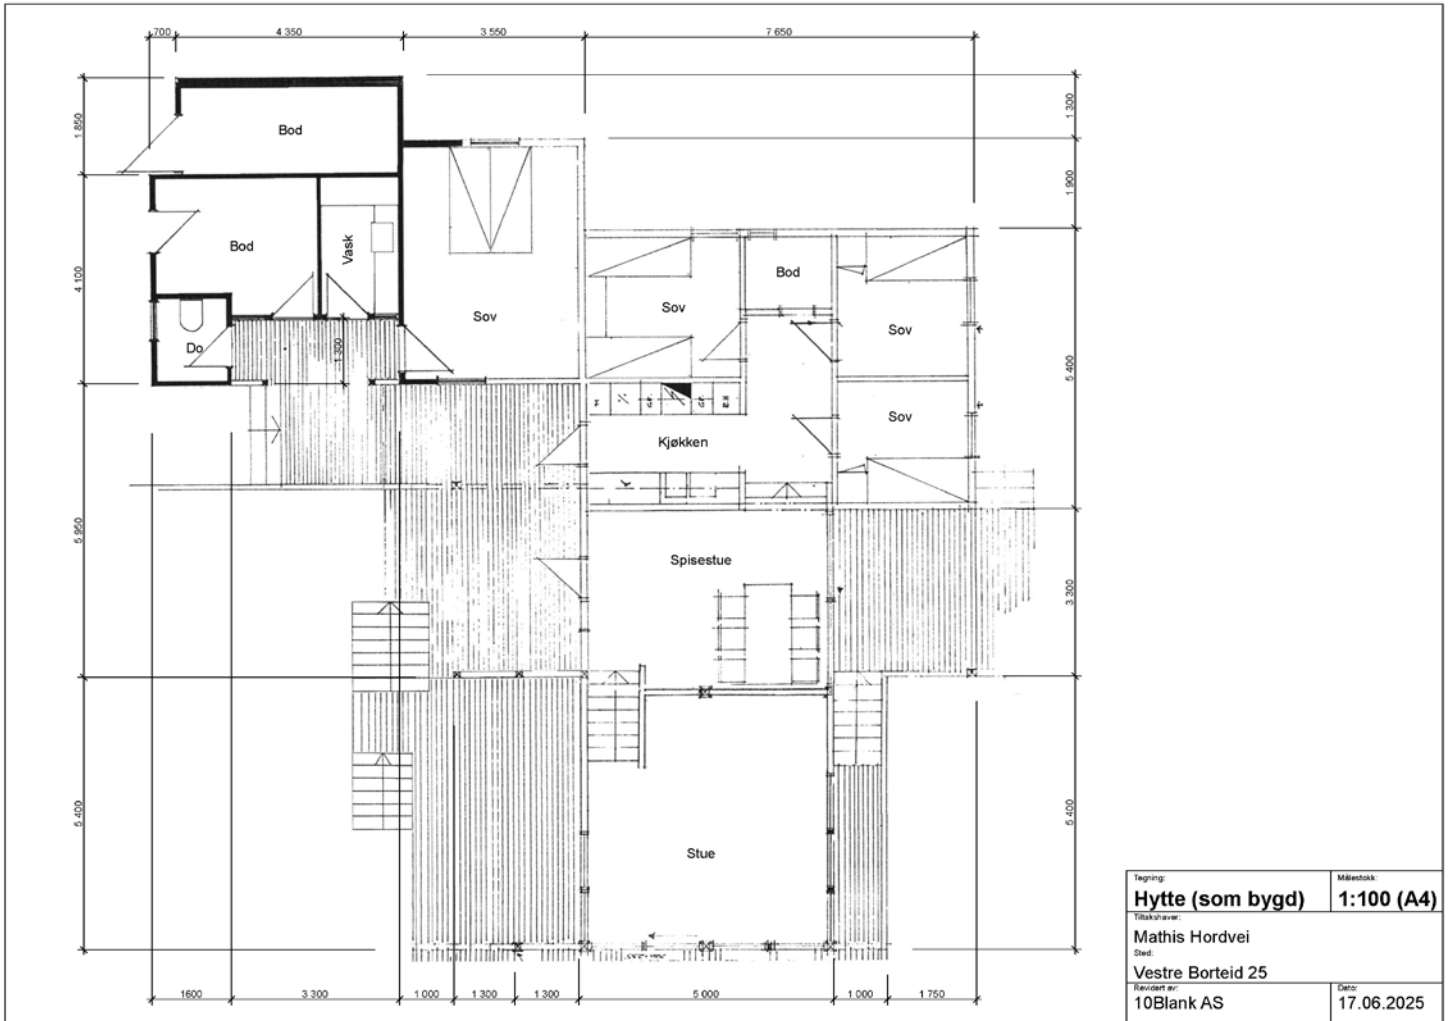 700 4 350 3 550 7 650
1 850
1 300
1 900
4 100
5 400
5 950
3 300
5 400
5 400
Bod
Bod
Vask
Sov
Do
1 300
Sov
Bod
Sov
Sov
Kjøkken
Spisestue
Stue
1600 3 300 1 000 1 300 1 300 5 000 1 000 1 750
Tegning: Målestokk:
Hytte (som bygd) 1:100 (A4)
Tiltakshaver:
Mathis Hordvei
Sted:
Vestre Borteid 25
Revidert av: Dato:
10Blank AS 17.06.2025